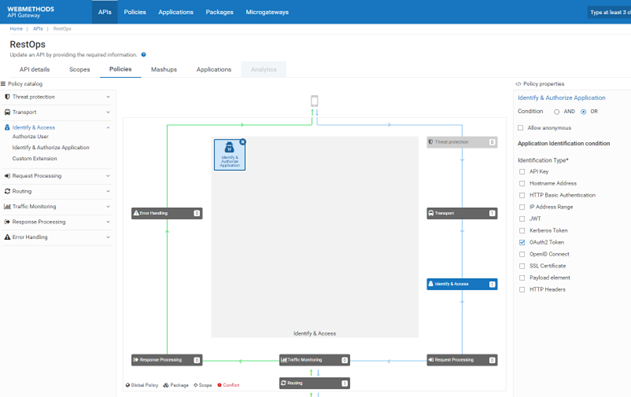 WEBMETHODS
API Gateway
APIs
Policies
Applications
Packages
Microgateways
Type at least 3 c
Home
APIs
RestOps
RestOps
Update an API by providing the required information.
API details
Scopes
Policies
Mashups
Applications
Analytics
Policy catalog
Threat protection
Transport
Identify & Access
Authorize User
Identify & Authorize Application
Custom Extension
Request Processing
Routing
Traffic Monitoring
Response Processing
Error Handling
Identify &
Authorize
Application
Threat protection
Error Handling
Transport
Identify & Access
Identify & Access
Response Processing
Traffic Monitoring
Request Processing
Routing
Global Policy
Package
Scope
Conflict
</> Policy properties
Identify & Authorize Application
Condition AND OR
Allow anonymous
Application Identification condition
Identification Type*
API Key
Hostname Address
HTTP Basic Authentication
IP Address Range
JWT
Kerberos Token
OAuth2 Token
OpenID Connect
SSL Certificate
Payload element
HTTP Headers